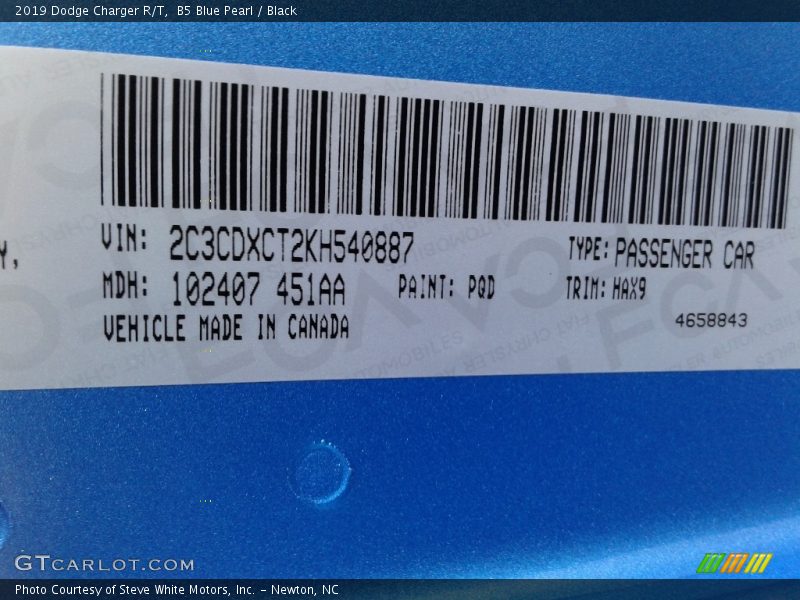 2019 Dodge Charger R/T,  B5 Blue Pearl / Black
Y,
VIN: 2C3CDXCT2KH540887
TYPE: PASSENGER CAR
MDH: 102407 451AA
PAINT: PQD
TRIM: HAX9
VEHICLE MADE IN CANADA
4658843
GTCARLOT.COM
Photo Courtesy of Steve White Motors, Inc. – Newton, NC